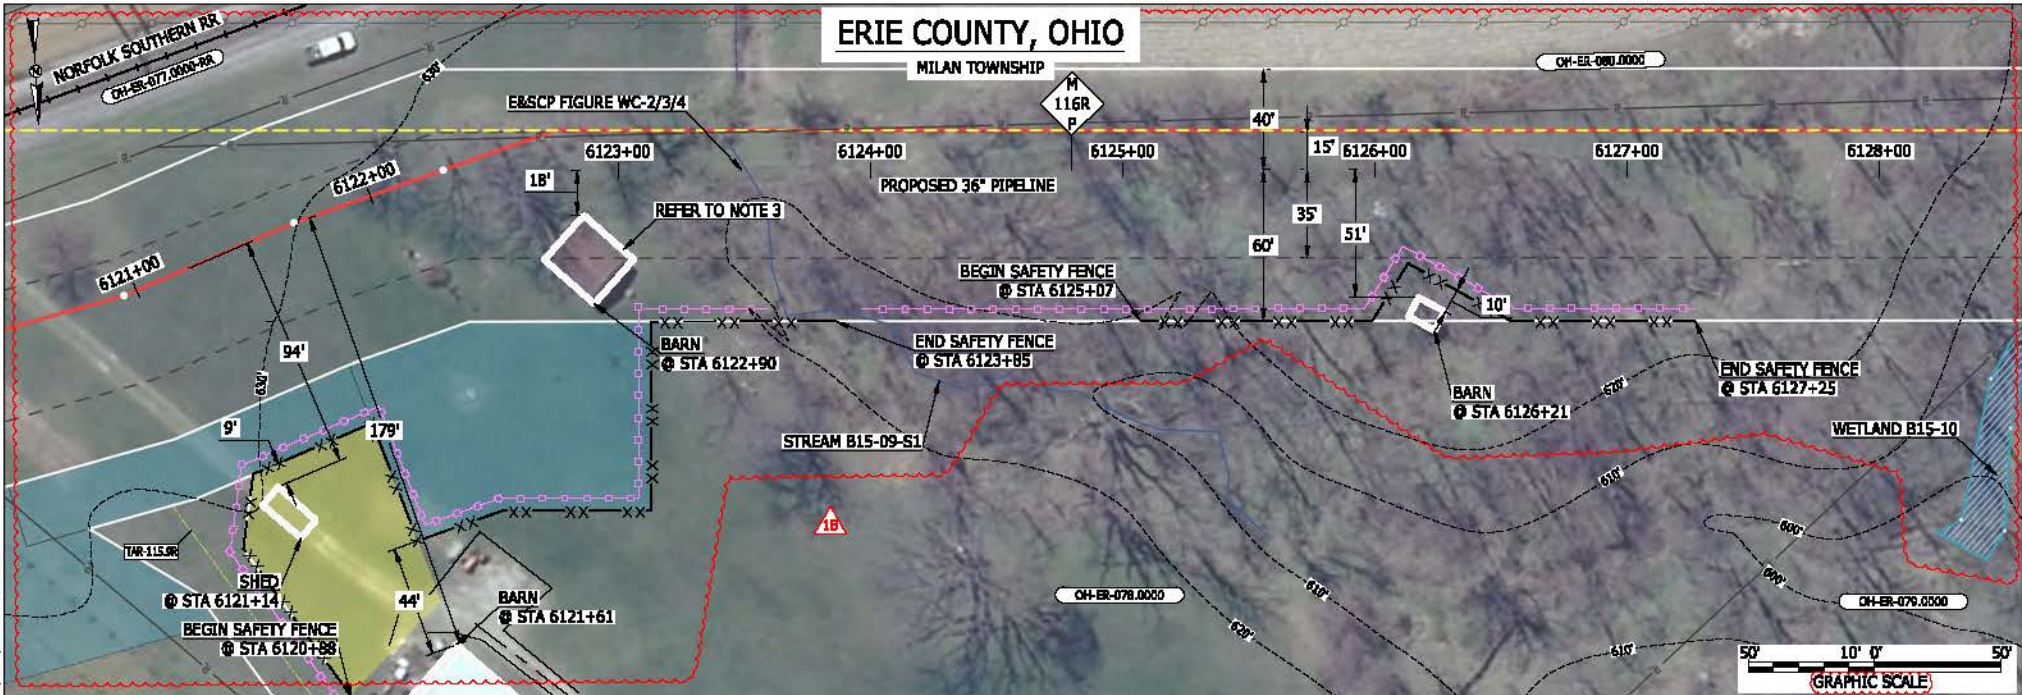 ERIE COUNTY, OHIO
MILAN TOWNSHIP
N
NORFOLK SOUTHERN RR
OH-ER-077.0000-RR
630'
E&SCP FIGURE WC-2/3/4
M
116R
P
OH-ER-080.0000
40'
15'
6121+00
6122+00
6123+00
6124+00
6125+00
6126+00
6127+00
6128+00
18'
PROPOSED 36" PIPELINE
REFER TO NOTE 3
35'
51'
60'
BEGIN SAFETY FENCE
@ STA 6125+07
10'
94'
630'
BARN
@ STA 6122+90
END SAFETY FENCE
@ STA 6123+85
END SAFETY FENCE
@ STA 6127+25
BARN
@ STA 6126+21
620'
9'
179'
STREAM B15-09-S1
WETLAND B15-10
610'
600'
1B
TAR-115.9R
SHED
@ STA 6121+14
44'
BARN
@ STA 6121+61
BEGIN SAFETY FENCE
@ STA 6120+88
OH-ER-078.0000
610'
620'
600'
OH-ER-079.0000
610'
50' 10' 0' 50'
GRAPHIC SCALE